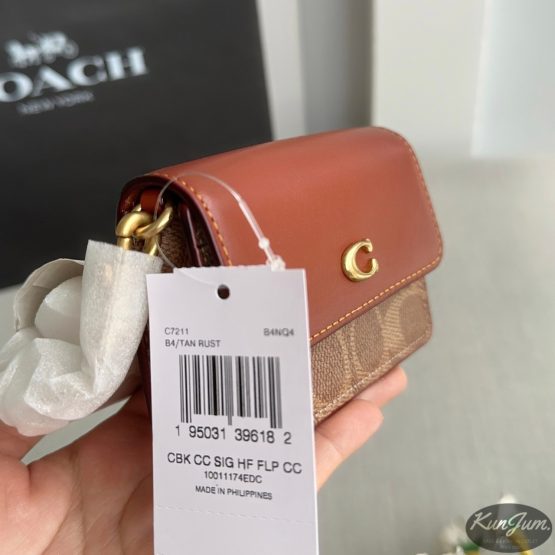 COACH
NEW YORK
C
C7211 B4NQ4
B4/TAN RUST
1 95031 39618 2
CBK CC SIG HF FLP CC
10011174EDC
MADE IN PHILIPPINES
KunJum.